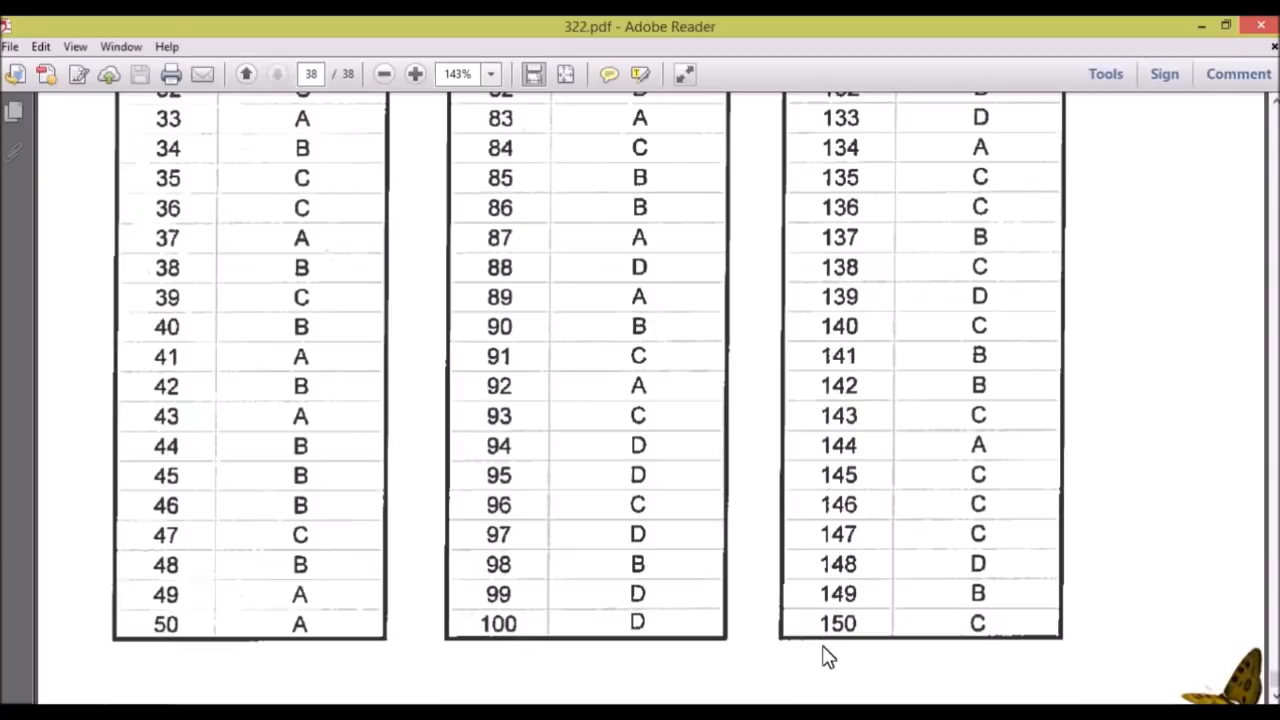 322.pdf - Adobe Reader
File Edit View Window Help
38 / 38 143% Tools Sign Comment
33 A 83 A 133 D
34 B 84 C 134 A
35 C 85 B 135 C
36 C 86 B 136 C
37 A 87 A 137 B
38 B 88 D 138 C
39 C 89 A 139 D
40 B 90 B 140 C
41 A 91 C 141 B
42 B 92 A 142 B
43 A 93 C 143 C
44 B 94 D 144 A
45 B 95 D 145 C
46 B 96 C 146 C
47 C 97 D 147 C
48 B 98 B 148 D
49 A 99 D 149 B
50 A 100 D 150 C